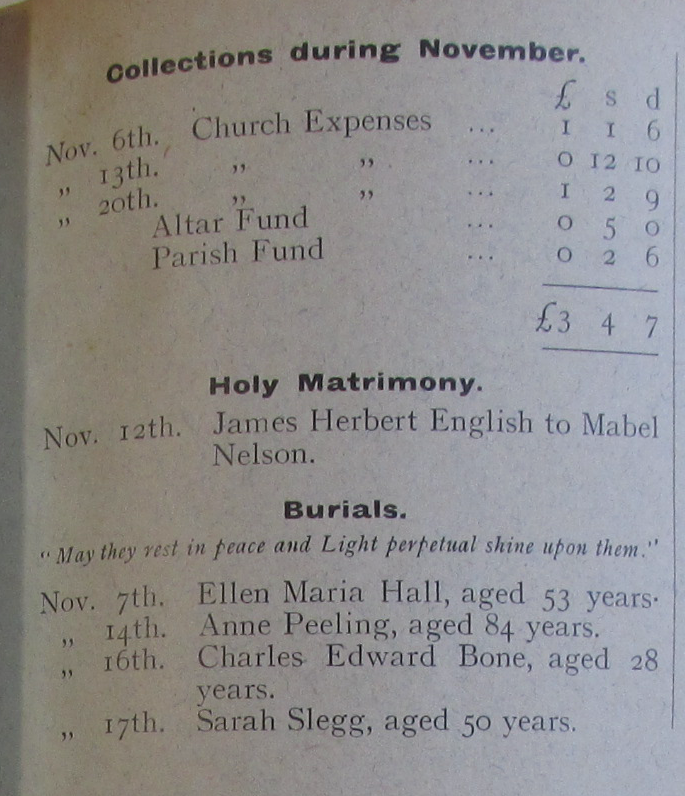 Collections during November.
£ s d
Nov. 6th. Church Expenses ... 1 1 6
„ 13th. „ „ ... 0 12 10
„ 20th. „ „ ... 1 2 9
Altar Fund ... 0 5 0
Parish Fund ... 0 2 6
£3 4 7
Holy Matrimony.
Nov. 12th. James Herbert English to Mabel
Nelson.
Burials.
“May they rest in peace and Light perpetual shine upon them.”
Nov. 7th. Ellen Maria Hall, aged 53 years.
„ 14th. Anne Peeling, aged 84 years.
„ 16th. Charles Edward Bone, aged 28
years.
„ 17th. Sarah Slegg, aged 50 years.